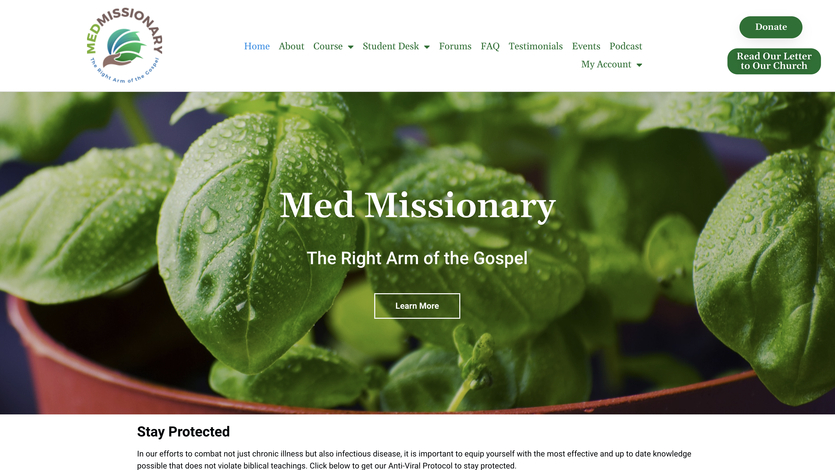 MEDMISSIONARY
The Right Arm of the Gospel
Home About Course Student Desk Forums FAQ Testimonials Events Podcast
My Account
Donate
Read Our Letter
to Our Church
Med Missionary
The Right Arm of the Gospel
Learn More
Stay Protected
In our efforts to combat not just chronic illness but also infectious disease, it is important to equip yourself with the most effective and up to date knowledge
possible that does not violate biblical teachings. Click below to get our Anti-Viral Protocol to stay protected.